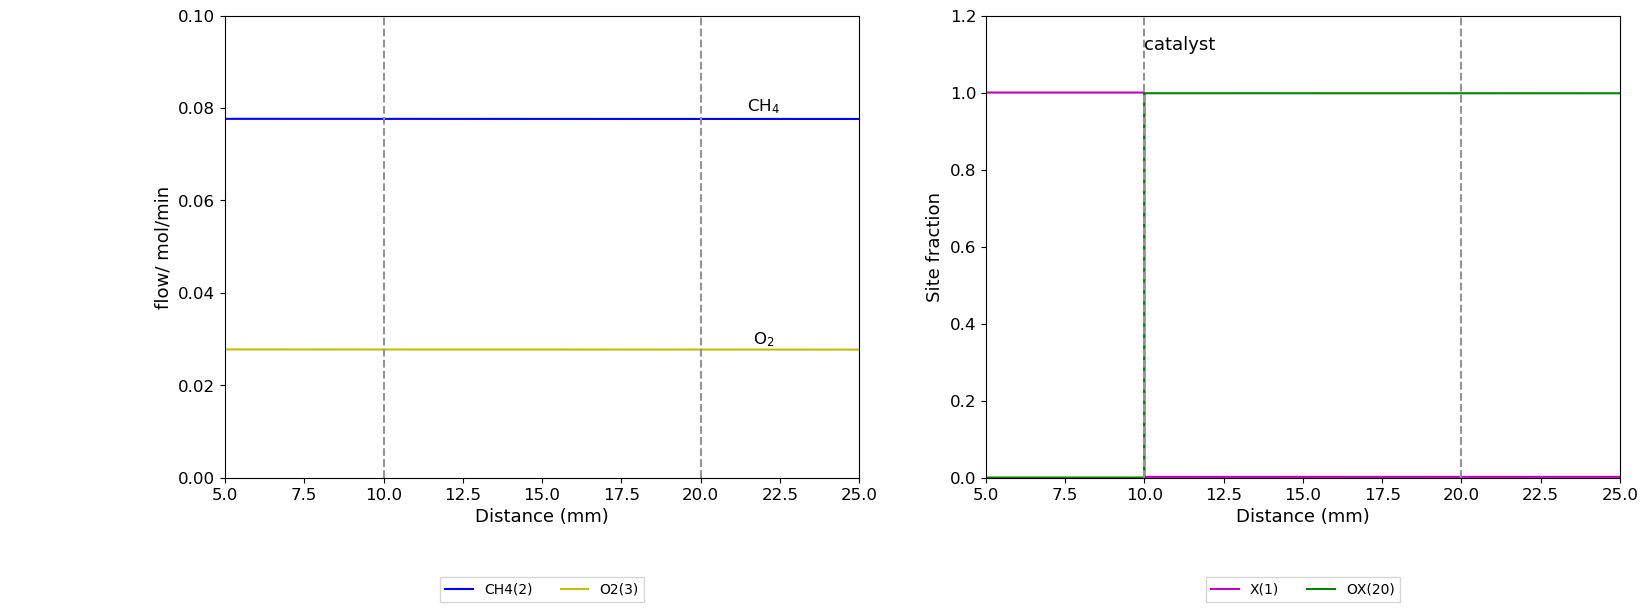 0.10
0.08
0.06
0.04
0.02
0.00
flow/ mol/min
CH₄
O₂
5.0 7.5 10.0 12.5 15.0 17.5 20.0 22.5 25.0
Distance (mm)
CH4(2) O2(3)
1.2
1.0
0.8
0.6
0.4
0.2
0.0
Site fraction
catalyst
5.0 7.5 10.0 12.5 15.0 17.5 20.0 22.5 25.0
Distance (mm)
X(1) OX(20)